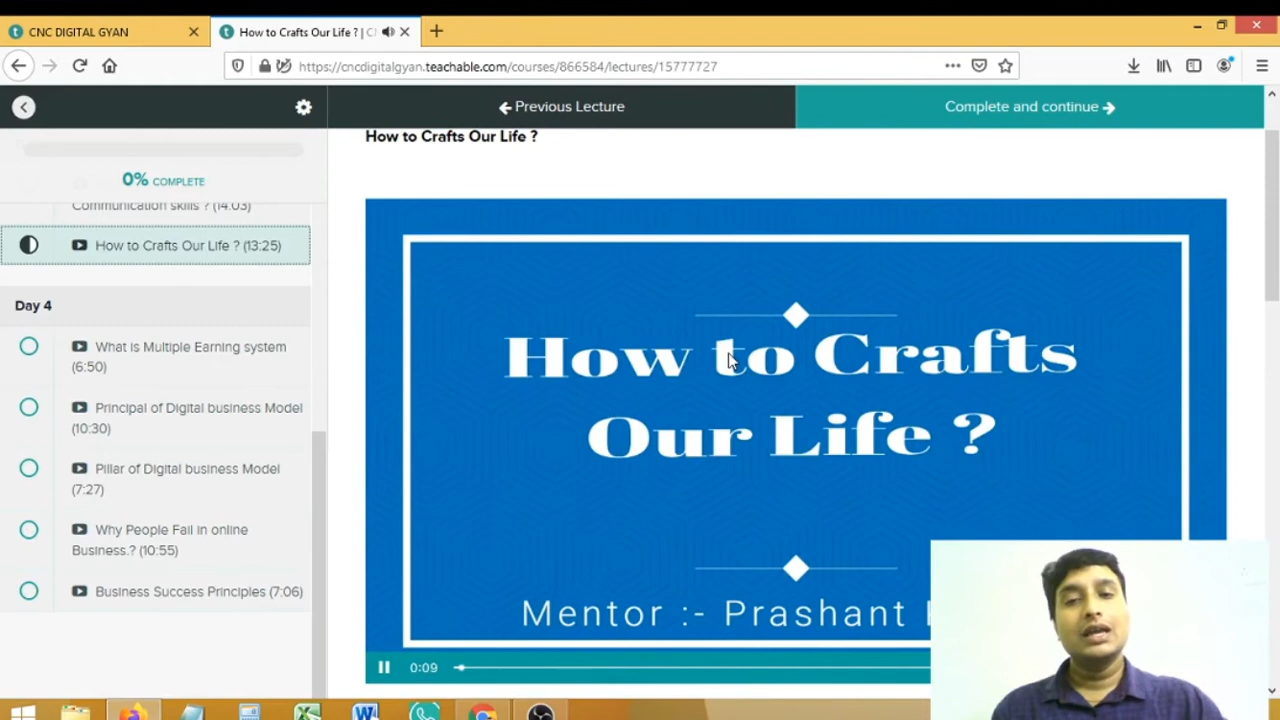 CNC DIGITAL GYAN
How to Crafts Our Life ? | C
https://cncdigitalgyan.teachable.com/courses/866584/lectures/15777727
Previous Lecture
Complete and continue
How to Crafts Our Life ?
0% COMPLETE
Communication skills ? (14:03)
How to Crafts Our Life ? (13:25)
Day 4
What is Multiple Earning system
(6:50)
Principal of Digital business Model
(10:30)
Pillar of Digital business Model
(7:27)
Why People Fail in online
Business.? (10:55)
Business Success Principles (7:06)
How to Crafts
Our Life ?
Mentor :- Prashant
0:09